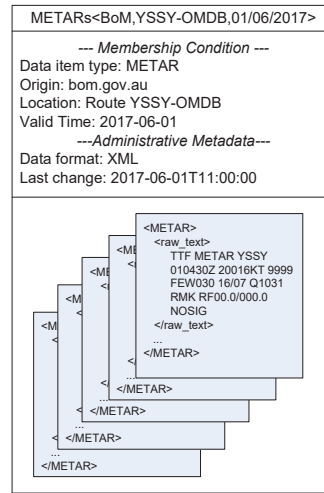 METARs<BoM,YSSY-OMDB,01/06/2017>
--- Membership Condition ---
Data item type: METAR
Origin: bom.gov.au
Location: Route YSSY-OMDB
Valid Time: 2017-06-01
---Administrative Metadata---
Data format: XML
Last change: 2017-06-01T11:00:00
<METAR>
<raw_text>
TTF METAR YSSY
010430Z 20016KT 9999
FEW030 16/07 Q1031
RMK RF00.0/000.0
NOSIG
</raw_text>
...
</METAR>
<ME
<
</
...
</METAR>
<ME
<
</
...
</METAR>
<M
<
<
...
</METAR>
<M
<
<
...
</METAR>